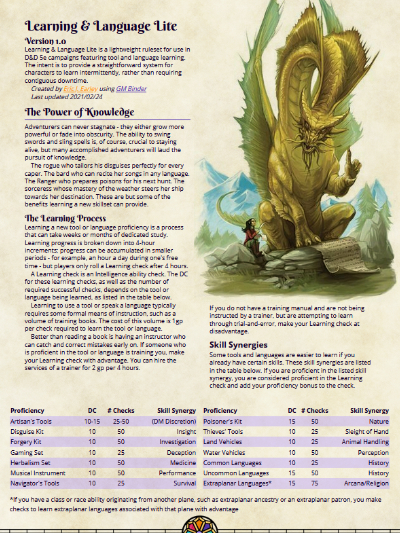 Learning & Language Lite
Version 1.0
Learning & Language Lite is a lightweight ruleset for use in
D&D 5e campaigns featuring tool and language learning.
The intent is to provide a straightforward system for
characters to learn intermittently, rather than requiring
contiguous downtime.
Created by Eric S. using GM Binder
Last updated 2021/02/24
The Power of Knowledge
Adventurers can never stagnate - they either grow more
powerful or fade into obscurity. The ability to swing
swords and sling spells is, of course, crucial to staying
alive, but many accomplished adventurers will laud the
pursuit of knowledge.
The rogue who tailors his disguises perfectly for every
caper. The bard who can recite her songs in any language.
The Ranger who prepares poisons for his next hunt. The
sorceress whose mastery of the weather steers her ship
towards her destination. These are but some of the
benefits learning a new skillset can provide.
The Learning Process
Learning a new tool or language proficiency is a process
that can take weeks or months of dedicated study.
Learning progress is broken down into 4-hour
increments; progress can be accumulated in smaller
periods - for example, an hour a day during one's free
time - but players only roll a Learning check after 4 hours.
A Learning check is an Intelligence ability check. The DC
for these learning checks, as well as the number of
required successful checks, depends on the tool or
language being learned, as listed in the table below.
Learning to use a tool or speak a language typically
requires some formal means of instruction, such as a
volume of training books. The cost of this volume is 1gp
per check required to learn the tool or language.
Better than reading a book is having an instructor who
can catch and correct mistakes early on. If someone who
is proficient in the tool or language is training you, make
your Learning check with advantage. You can hire the
services of a trainer for 2 gp per 4 hours.
If you do not have a training manual and are not being
instructed by a trainer, but are attempting to learn
through trial-and-error, make your Learning check at
disadvantage.
Skill Synergies
Some tools and languages are easier to learn if you
already have certain skills. These skill synergies are listed
in the table below. If you are proficient in the listed skill
synergy, you are considered proficient in the Learning
check and add your proficiency bonus to the check.
Proficiency DC # Checks Skill Synergy Proficiency DC # Checks Skill Synergy
Artisan's Tools 10-15 25-50 (DM Discretion) Poisoner's Kit 15 50 Nature
Disguise Kit 10 50 Insight Thieves' Tools 10 25 Sleight of Hand
Forgery Kit 10 50 Investigation Land Vehicles 10 25 Animal Handling
Gaming Set 10 25 Deception Water Vehicles 10 50 Perception
Herbalism Set 10 50 Medicine Common Languages 10 25 History
Musical Instrument 10 50 Performance Uncommon Languages 15 50 History
Navigator's Tools 10 25 Survival Extraplanar Languages* 15 75 Arcana/Religion
*If you have a class or race ability originating from another plane, such as extraplanar ancestry or an extraplanar patron, you make
checks to learn extraplanar languages associated with that plane with advantage